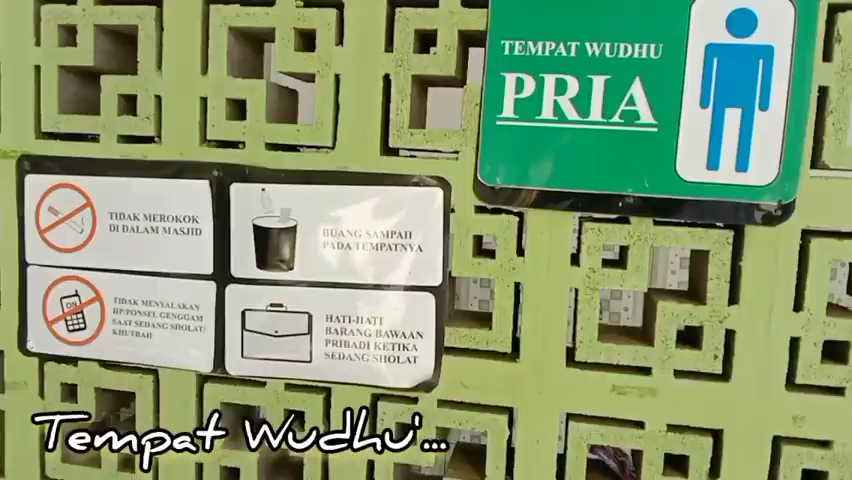 TEMPAT WUDHU
PRIA
TIDAK MEROKOK
DI DALAM MASJID
BUANG SAMPAH
PADA TEMPATNYA
ON
TIDAK MENYALAKAN
HP/PONSEL GENGGAM
SAAT SEDANG SHOLAT/
KHUTBAH
HATI-HATI
BARANG BAWAAN
PRIBADI KETIKA
SEDANG SHOLAT
Tempat Wudhu'...